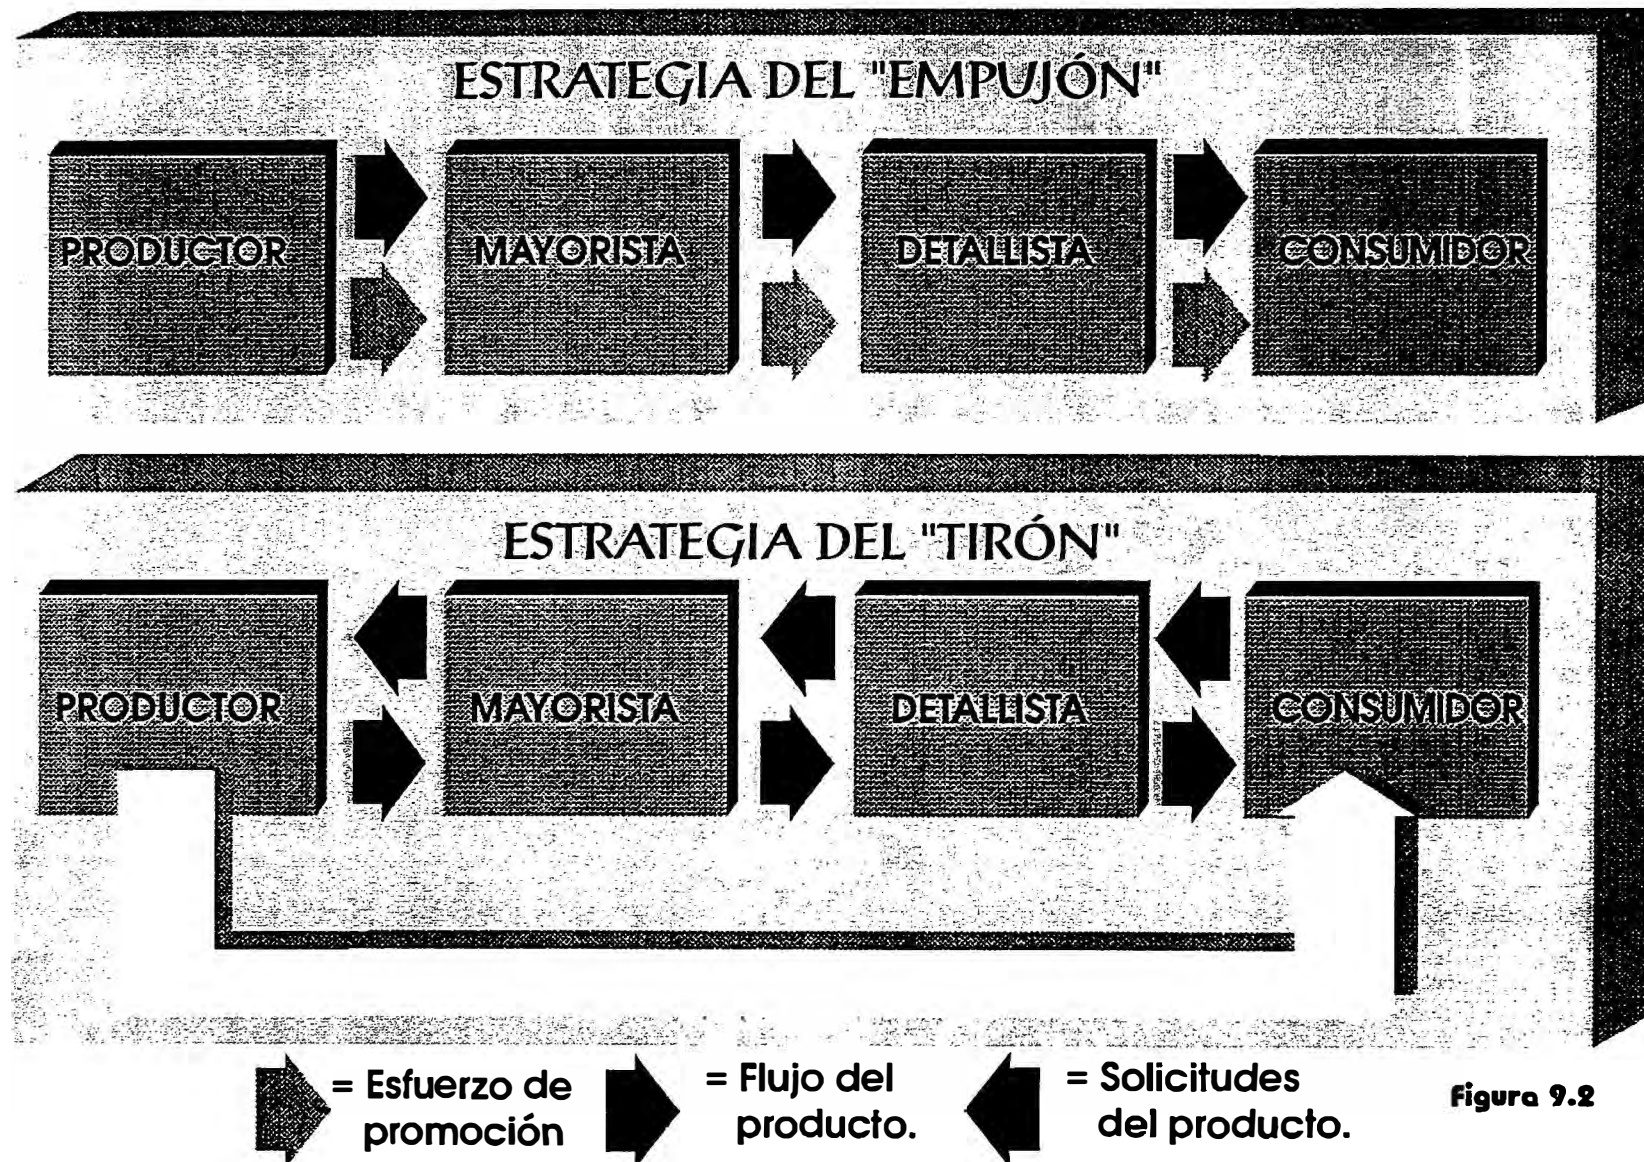 ESTRATEGIA DEL "EMPUJÓN"
PRODUCTOR MAYORISTA DETALLISTA CONSUMIDOR
ESTRATEGIA DEL "TIRÓN"
PRODUCTOR MAYORISTA DETALLISTA CONSUMIDOR
= Esfuerzo de
promoción
= Flujo del
producto.
= Solicitudes
del producto.
Figura 9.2